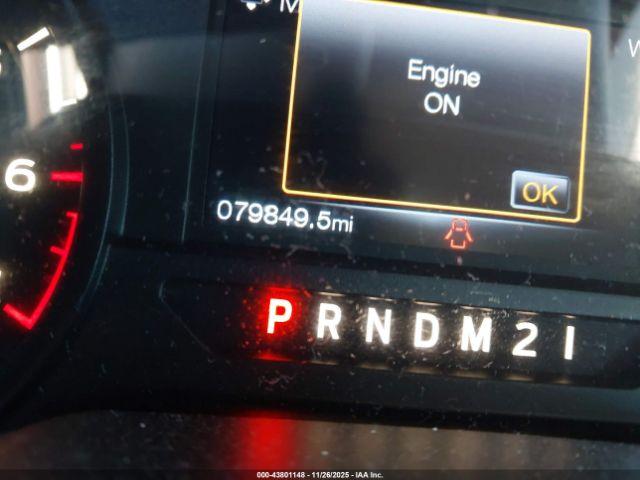 M
W
Engine
ON
6
OK
079849.5mi
P R N D M 2 1
000-43801148 - 11/26/2025 - IAA Inc.